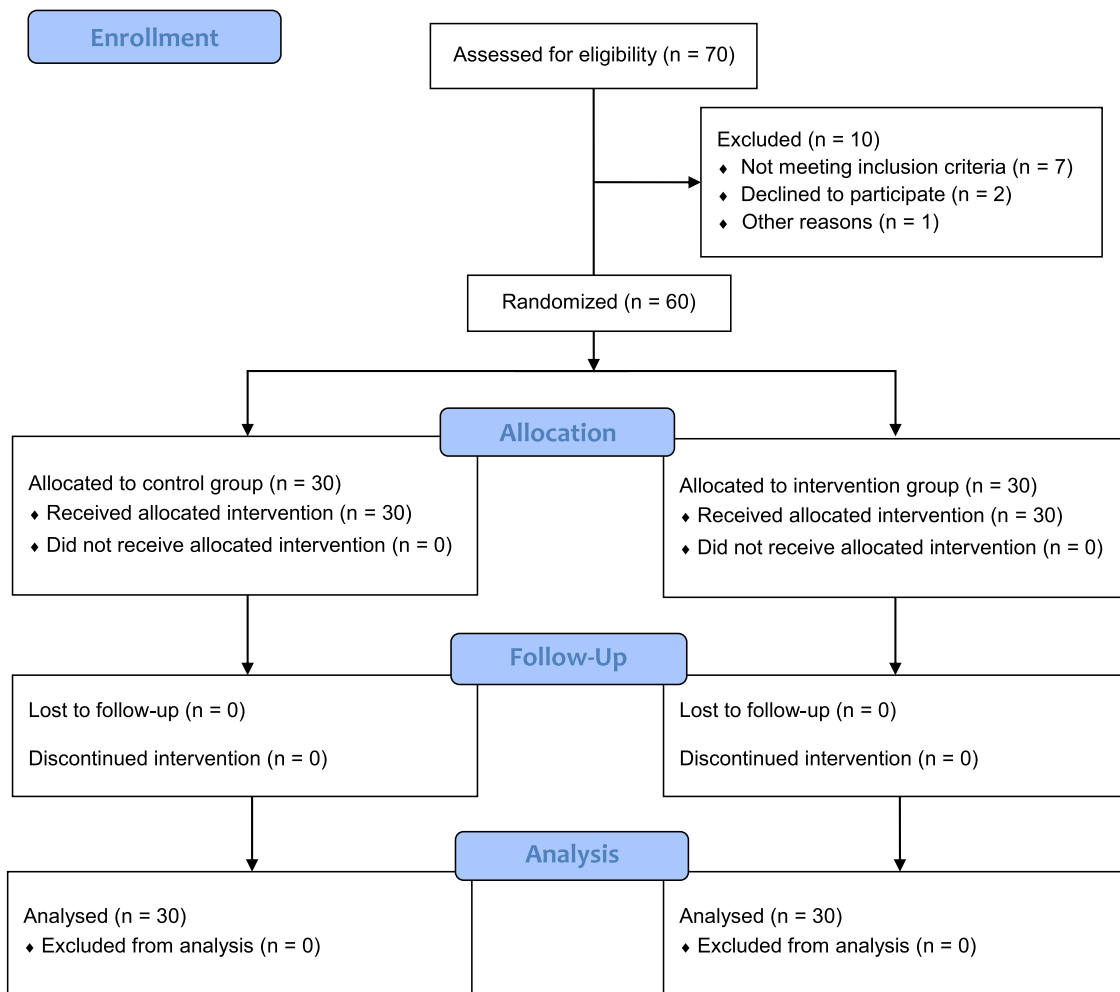 Enrollment
Assessed for eligibility (n = 70)
Excluded (n = 10)
♦ Not meeting inclusion criteria (n = 7)
♦ Declined to participate (n = 2)
♦ Other reasons (n = 1)
Randomized (n = 60)
Allocation
Allocated to control group (n = 30)
♦ Received allocated intervention (n = 30)
♦ Did not receive allocated intervention (n = 0)
Allocated to intervention group (n = 30)
♦ Received allocated intervention (n = 30)
♦ Did not receive allocated intervention (n = 0)
Follow-Up
Lost to follow-up (n = 0)
Discontinued intervention (n = 0)
Lost to follow-up (n = 0)
Discontinued intervention (n = 0)
Analysis
Analysed (n = 30)
♦ Excluded from analysis (n = 0)
Analysed (n = 30)
♦ Excluded from analysis (n = 0)